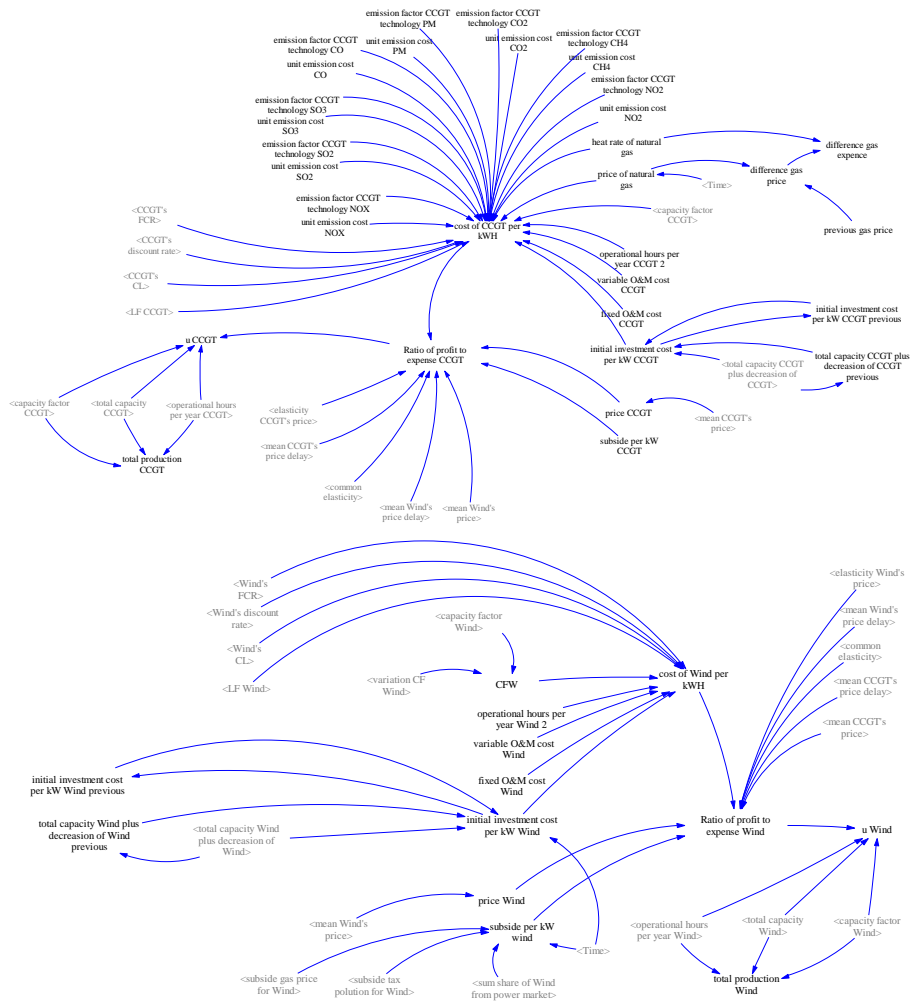 emission factor CCGT
technology PM
emission factor CCGT
technology CO2
emission factor CCGT
technology CO
unit emission cost
PM
unit emission cost
CO2
emission factor CCGT
technology CH4
unit emission cost
CO
unit emission cost
CH4
emission factor CCGT
technology NO2
emission factor CCGT
technology SO3
unit emission cost
SO3
unit emission cost
NO2
emission factor CCGT
technology SO2
unit emission cost
SO2
heat rate of natural
gas
difference gas
expence
price of natural
gas
<Time>
difference gas
price
previous gas price
emission factor CCGT
technology NOX
unit emission cost
NOX
<capacity factor
CCGT>
<CCGT's
FCR>
<CCGT's
discount rate>
<CCGT's
CL>
<LF CCGT>
cost of CCGT per
kWH
operational hours per
year CCGT 2
variable O&M cost
CCGT
fixed O&M cost
CCGT
initial investment cost
per kW CCGT previous
initial investment cost
per kW CCGT
<total capacity CCGT
plus decreasion of
CCGT>
total capacity CCGT plus
decreasion of CCGT
previous
u CCGT
Ratio of profit to
expense CCGT
<capacity factor
CCGT>
<total capacity
CCGT>
<operational hours
per year CCGT>
total production
CCGT
<elasticity
CCGT's price>
<mean CCGT's
price delay>
<common
elasticity>
<mean Wind's
price delay>
<mean Wind's
price>
price CCGT
<mean CCGT's
price>
subside per kW
CCGT
<Wind's
FCR>
<Wind's discount
rate>
<Wind's
CL>
<LF Wind>
<capacity factor
Wind>
<variation CF
Wind>
CFW
cost of Wind per
kWH
<elasticity Wind's
price>
<mean Wind's
price delay>
<common
elasticity>
<mean CCGT's
price delay>
<mean CCGT's
price>
operational hours per
year Wind 2
variable O&M cost
Wind
fixed O&M cost
Wind
initial investment cost
per kW Wind previous
total capacity Wind plus
decreasion of Wind
previous
<total capacity Wind
plus decreasion of
Wind>
initial investment cost
per kW Wind
Ratio of profit to
expense Wind
u Wind
price Wind
<mean Wind's
price>
subside per kW
wind
<Time>
<subside gas price
for Wind>
<subside tax
polution for Wind>
<sum share of Wind
from power market>
<operational hours
per year Wind>
<total capacity
Wind>
<capacity factor
Wind>
total production
Wind